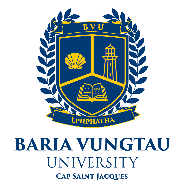 BVU
EPHPHATHA
BARIA VUNGTAU
UNIVERSITY
CAP SAINT JACQUES